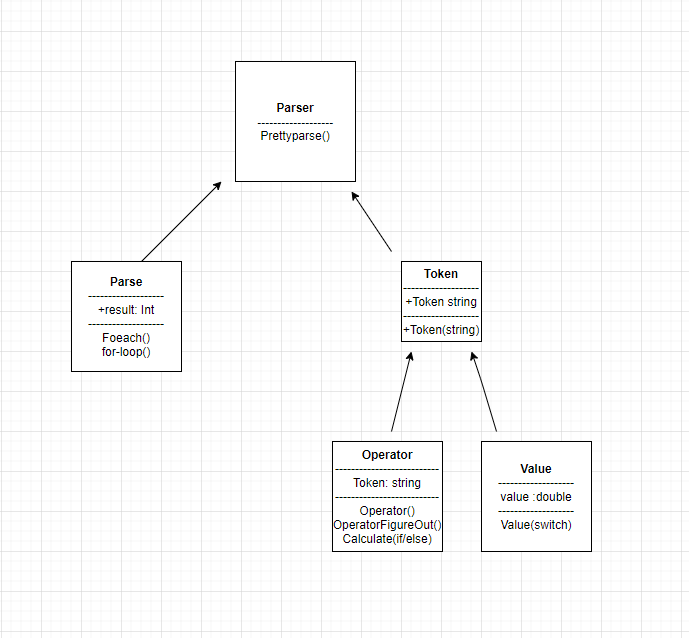 Parser
-------------------
Prettyparse()
Parse
-------------------
+result: Int
-------------------
Foeach()
for-loop()
Token
-------------------
+Token string
-------------------
+Token(string)
Operator
--------------------------
Token: string
--------------------------
Operator()
OperatorFigureOut()
Calculate(if/else)
Value
-------------------
value :double
-------------------
Value(switch)